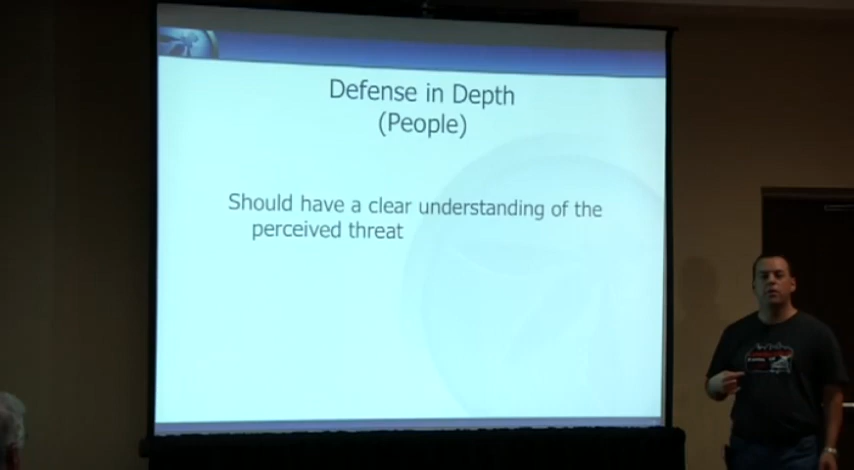 Defense in Depth
(People)
Should have a clear understanding of the
perceived threat